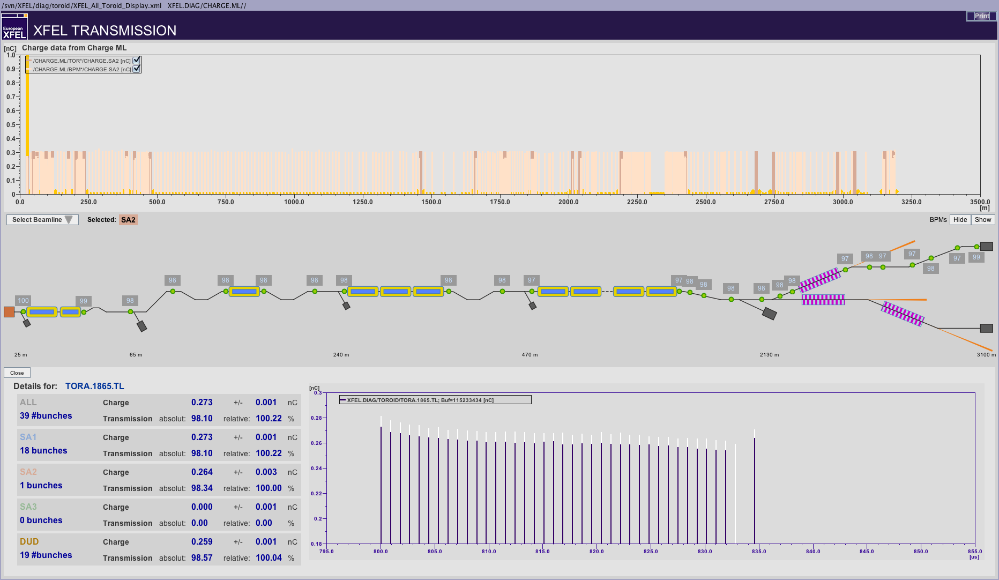 /svn/XFEL/diag/toroid/XFEL_All_Toroid_Display.xml XFEL.DIAG/CHARGE.ML//
Print
European
XFEL
XFEL TRANSMISSION
[nC] Charge data from Charge ML
/CHARGE.ML/TOR*/CHARGE.SA2 [nC]
/CHARGE.ML/BPM*/CHARGE.SA2 [nC]
1.0
0.9
0.8
0.7
0.6
0.5
0.4
0.3
0.2
0.1
0
0.0 250.0 500.0 750.0 1000.0 1250.0 1500.0 1750.0 2000.0 2250.0 2500.0 2750.0 3000.0 3250.0 3500.0
[m]
Select Beamline Selected: SA2 BPMs Hide Show
97 98 97 97 98 97 99
98 98 98 98 98 98 98 97 97 98 98 98 98 98 98
100 99 98
25 m 65 m 240 m 470 m 2130 m 3100 m
Close
Details for: TORA.1865.TL
ALL Charge 0.273 +/- 0.001 nC
39 #bunches Transmission absolut: 98.10 relative: 100.22 %
SA1 Charge 0.273 +/- 0.001 nC
18 bunches Transmission absolut: 98.10 relative: 100.22 %
SA2 Charge 0.264 +/- 0.003 nC
1 bunches Transmission absolut: 98.34 relative: 100.00 %
SA3 Charge 0.000 +/- 0.001 nC
0 bunches Transmission absolut: 0.00 relative: 0.00 %
DUD Charge 0.259 +/- 0.001 nC
19 #bunches Transmission absolut: 98.57 relative: 100.04 %
[nC]
XFEL.DIAG/TOROID/TORA.1865.TL; Buf=115233434 [nC]
0.3
0.28
0.26
0.24
0.22
0.2
0.18
795.0 800.0 805.0 810.0 815.0 820.0 825.0 830.0 835.0 840.0 845.0 850.0 855.0
[us]